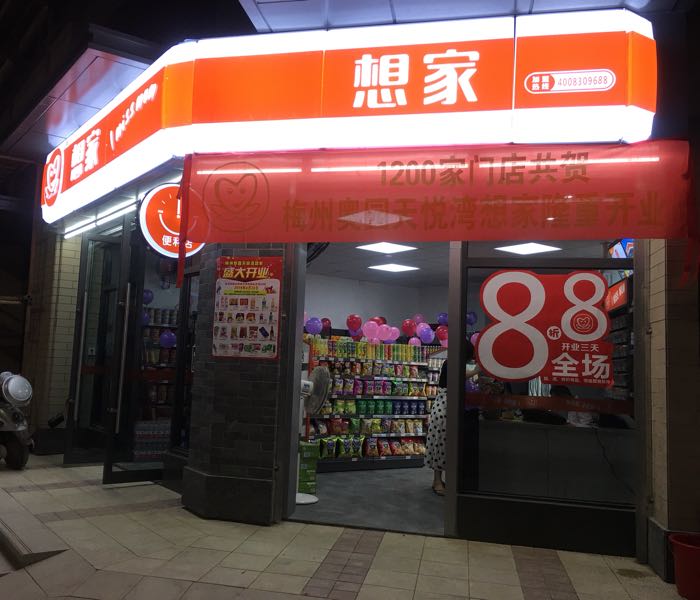 想家
加盟
热线
4008309688
想家
1200家门店共贺
梅州奥园天悦湾想家隆重开业
便利店
盛大开业
8.8
折
开业三天
全场